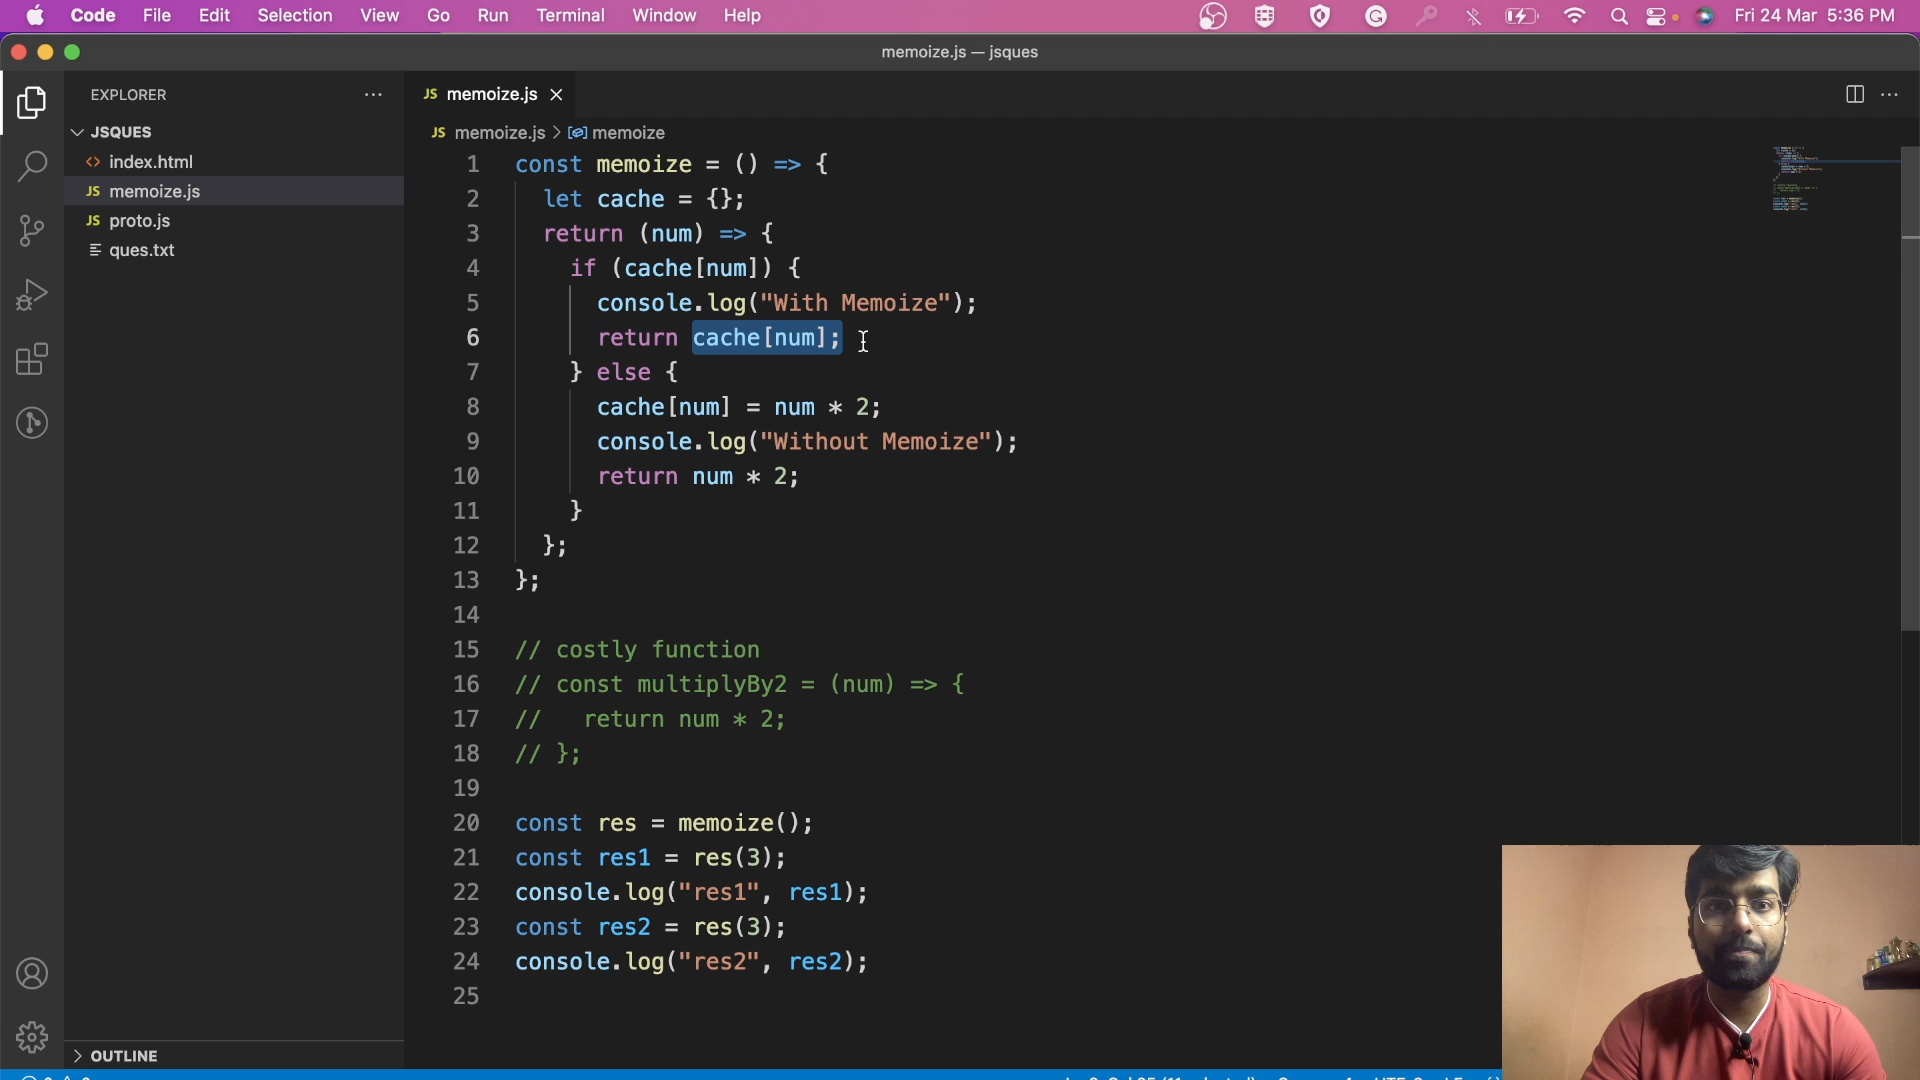 Code File Edit Selection View Go Run Terminal Window Help Fri 24 Mar 5:36 PM
memoize.js — jsques
EXPLORER
JSQUES
index.html
JS memoize.js
JS proto.js
ques.txt
OUTLINE
JS memoize.js
JS memoize.js > memoize
1 const memoize = () => {
2 let cache = {};
3 return (num) => {
4 if (cache[num]) {
5 console.log("With Memoize");
6 return cache[num];
7 } else {
8 cache[num] = num * 2;
9 console.log("Without Memoize");
10 return num * 2;
11 }
12 };
13 };
14
15 // costly function
16 // const multiplyBy2 = (num) => {
17 // return num * 2;
18 // };
19
20 const res = memoize();
21 const res1 = res(3);
22 console.log("res1", res1);
23 const res2 = res(3);
24 console.log("res2", res2);
25